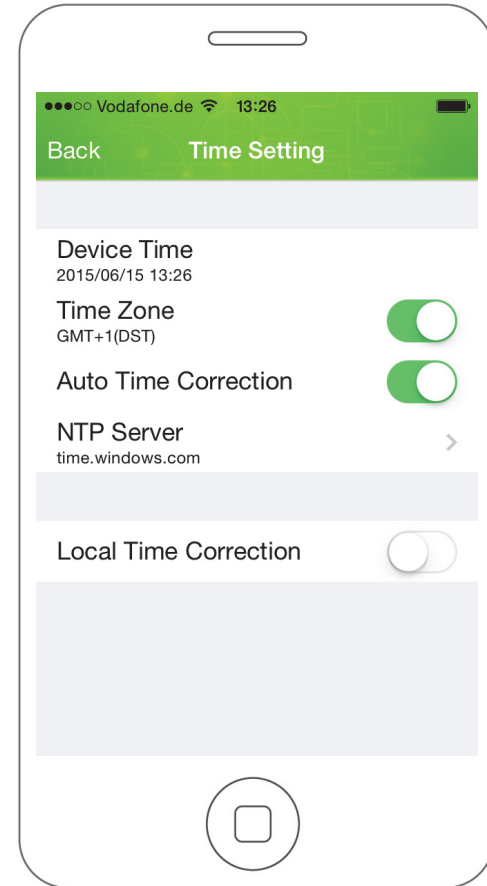 Vodafone.de 13:26
Back Time Setting
Device Time
2015/06/15 13:26
Time Zone
GMT+1(DST)
Auto Time Correction
NTP Server
time.windows.com
Local Time Correction